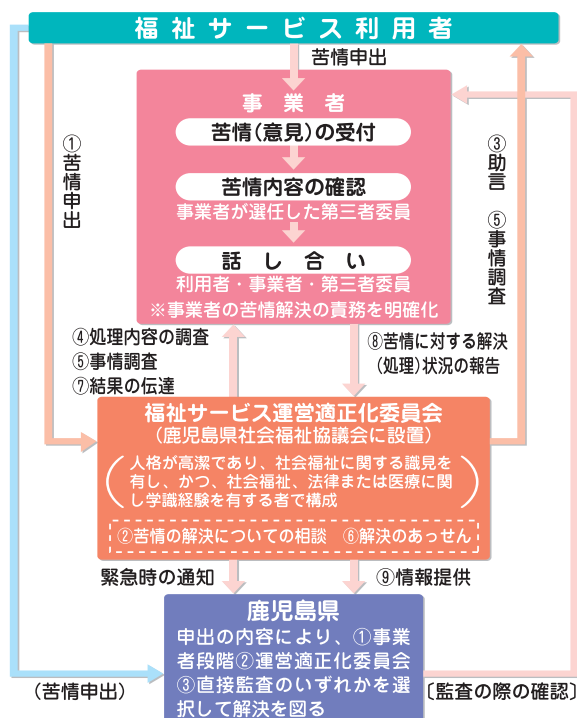 福祉サービス利用者
苦情申出
事業者
苦情(意見)の受付
苦情内容の確認
事業者が選任した第三者委員
話し合い
利用者・事業者・第三者委員
※事業者の苦情解決の責務を明確化
①苦情申出
③助言 ⑤事情調査
④処理内容の調査
⑤事情調査
⑦結果の伝達
⑧苦情に対する解決
(処理)状況の報告
福祉サービス運営適正化委員会
(鹿児島県社会福祉協議会に設置)
人格が高潔であり、社会福祉に関する識見を
有し、かつ、社会福祉、法律または医療に関
し学識経験を有する者で構成
②苦情の解決についての相談 ⑥解決のあっせん
緊急時の通知
⑨情報提供
鹿児島県
申出の内容により、①事業
者段階②運営適正化委員会
③直接監査のいずれかを選
択して解決を図る
(苦情申出)
〔監査の際の確認〕